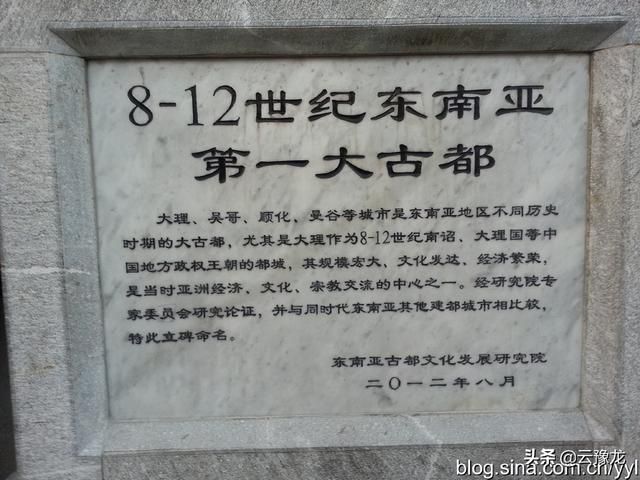 8-12世纪东南亚
第一大古都
大理、吴哥、顺化、曼谷等城市是东南亚地区不同历史
时期的大古都，尤其是大理作为8-12世纪南诏、大理国等中
国地方政权王朝的都城，其规模宏大、文化发达、经济繁荣，
是当时亚洲经济、文化、宗教交流的中心之一。经研究院专
家委员会研究论证，并与同时代东南亚其他建都城市相比较，
特此立碑命名。
东南亚古都文化发展研究院
二〇一二年八月
头条@云豫龙
blog.sina.com.cn/yyl